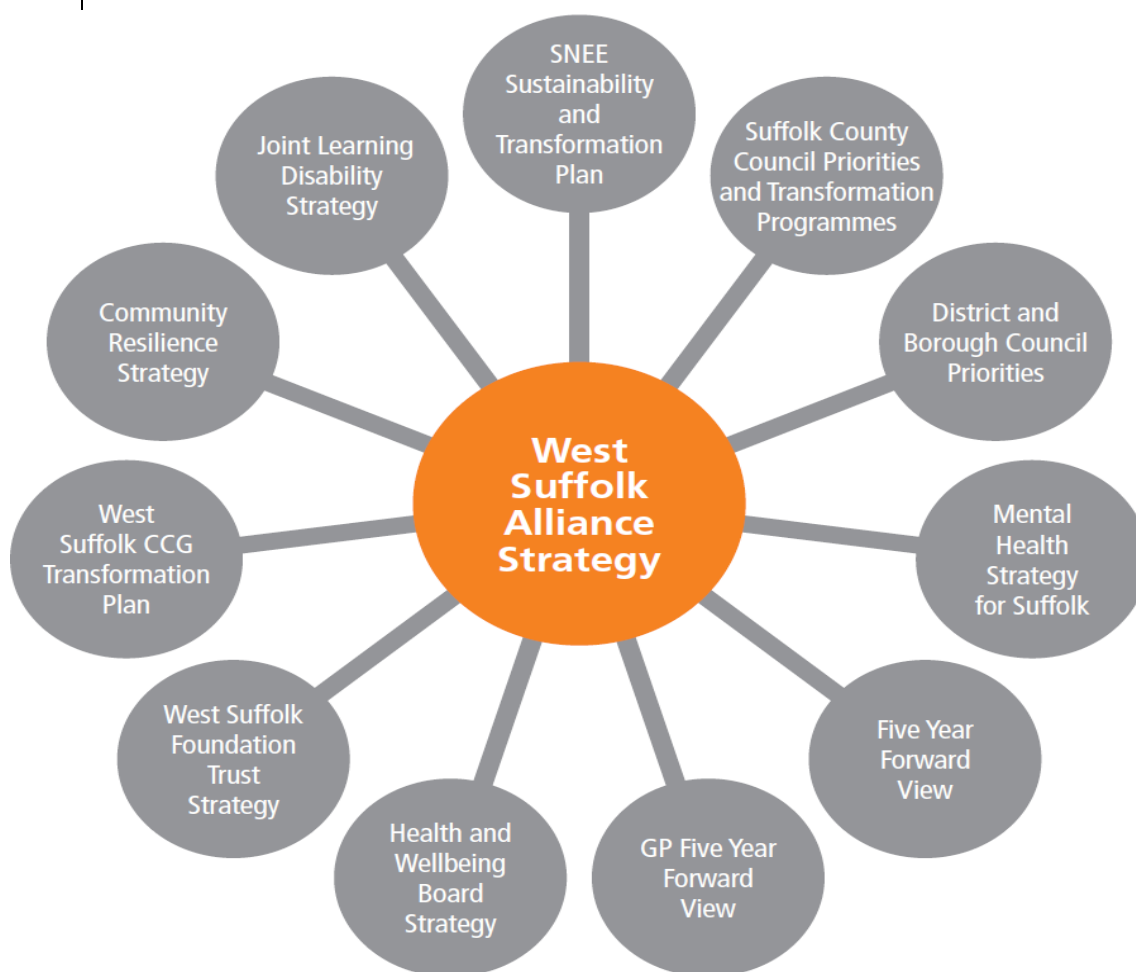 SNEE
Sustainability
and
Transformation
Plan
Suffolk County
Council Priorities
and Transformation
Programmes
District and
Borough Council
Priorities
Mental
Health
Strategy
for Suffolk
Five Year
Forward
View
GP Five Year
Forward
View
Health and
Wellbeing
Board
Strategy
West Suffolk
Foundation
Trust
Strategy
West
Suffolk CCG
Transformation
Plan
Community
Resilience
Strategy
Joint Learning
Disability
Strategy
West
Suffolk
Alliance
Strategy